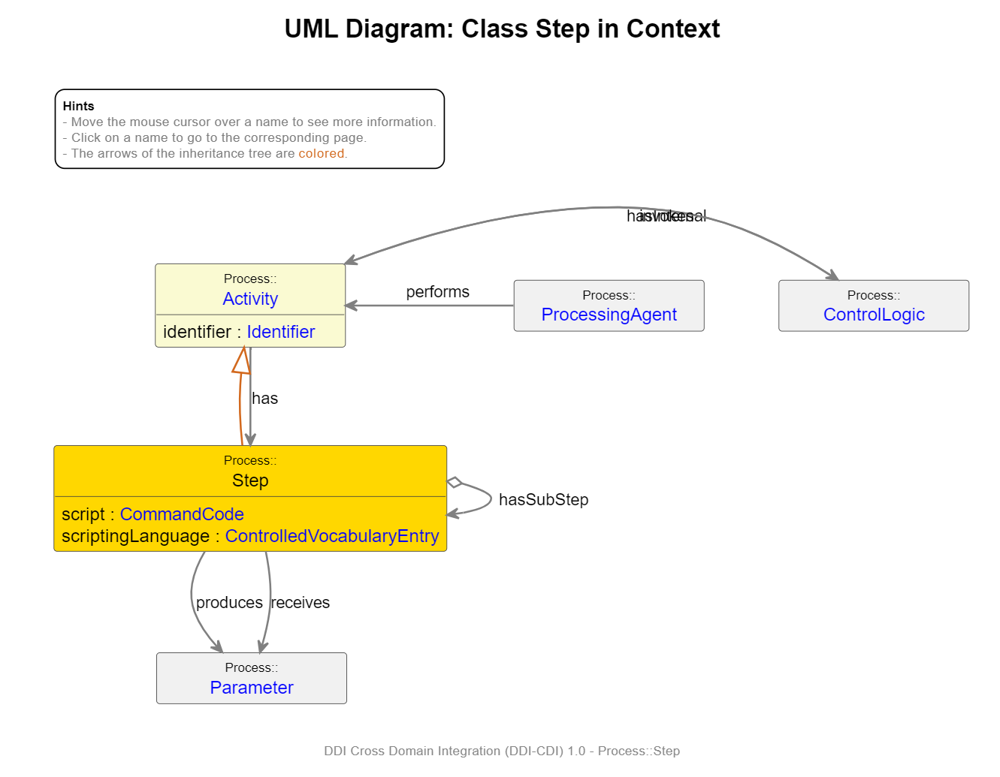 UML Diagram: Class Step in Context
Hints
- Move the mouse cursor over a name to see more information.
- Click on a name to go to the corresponding page.
- The arrows of the inheritance tree are colored.
Process::
Activity
identifier : Identifier
performs
Process::
ProcessingAgent
Process::
ControlLogic
has
Process::
Step
script : CommandCode
scriptingLanguage : ControlledVocabularyEntry
hasSubStep
produces
receives
Process::
Parameter
DDI Cross Domain Integration (DDI-CDI) 1.0 - Process::Step